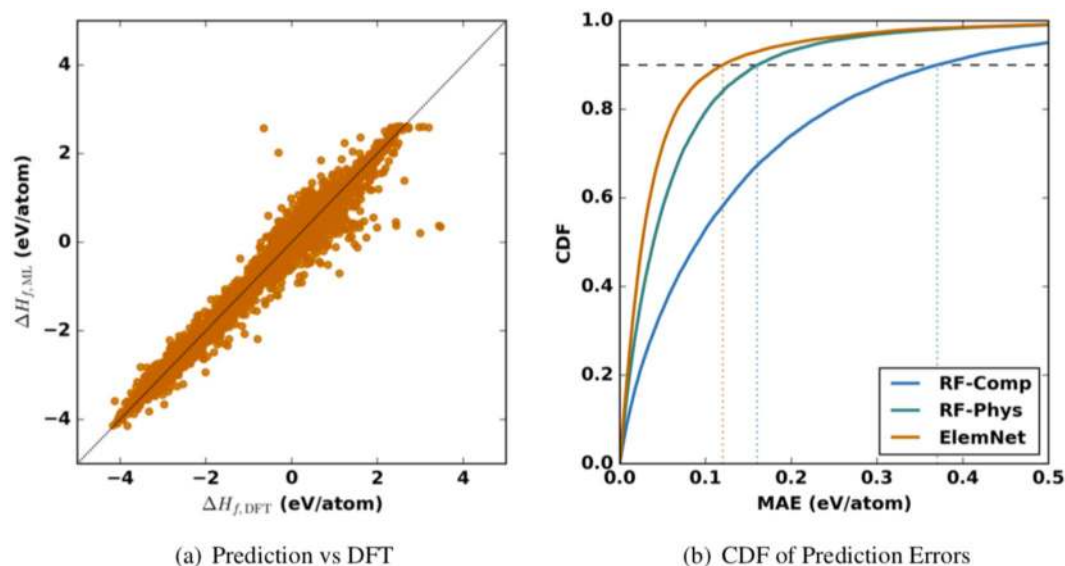 4
2
0
−2
−4
ΔH_{f,ML} (eV/atom)
−4 −2 0 2 4
ΔH_{f,DFT} (eV/atom)
(a) Prediction vs DFT
1.0
0.8
0.6
0.4
0.2
0.0
CDF
RF-Comp
RF-Phys
ElemNet
0.0 0.1 0.2 0.3 0.4 0.5
MAE (eV/atom)
(b) CDF of Prediction Errors